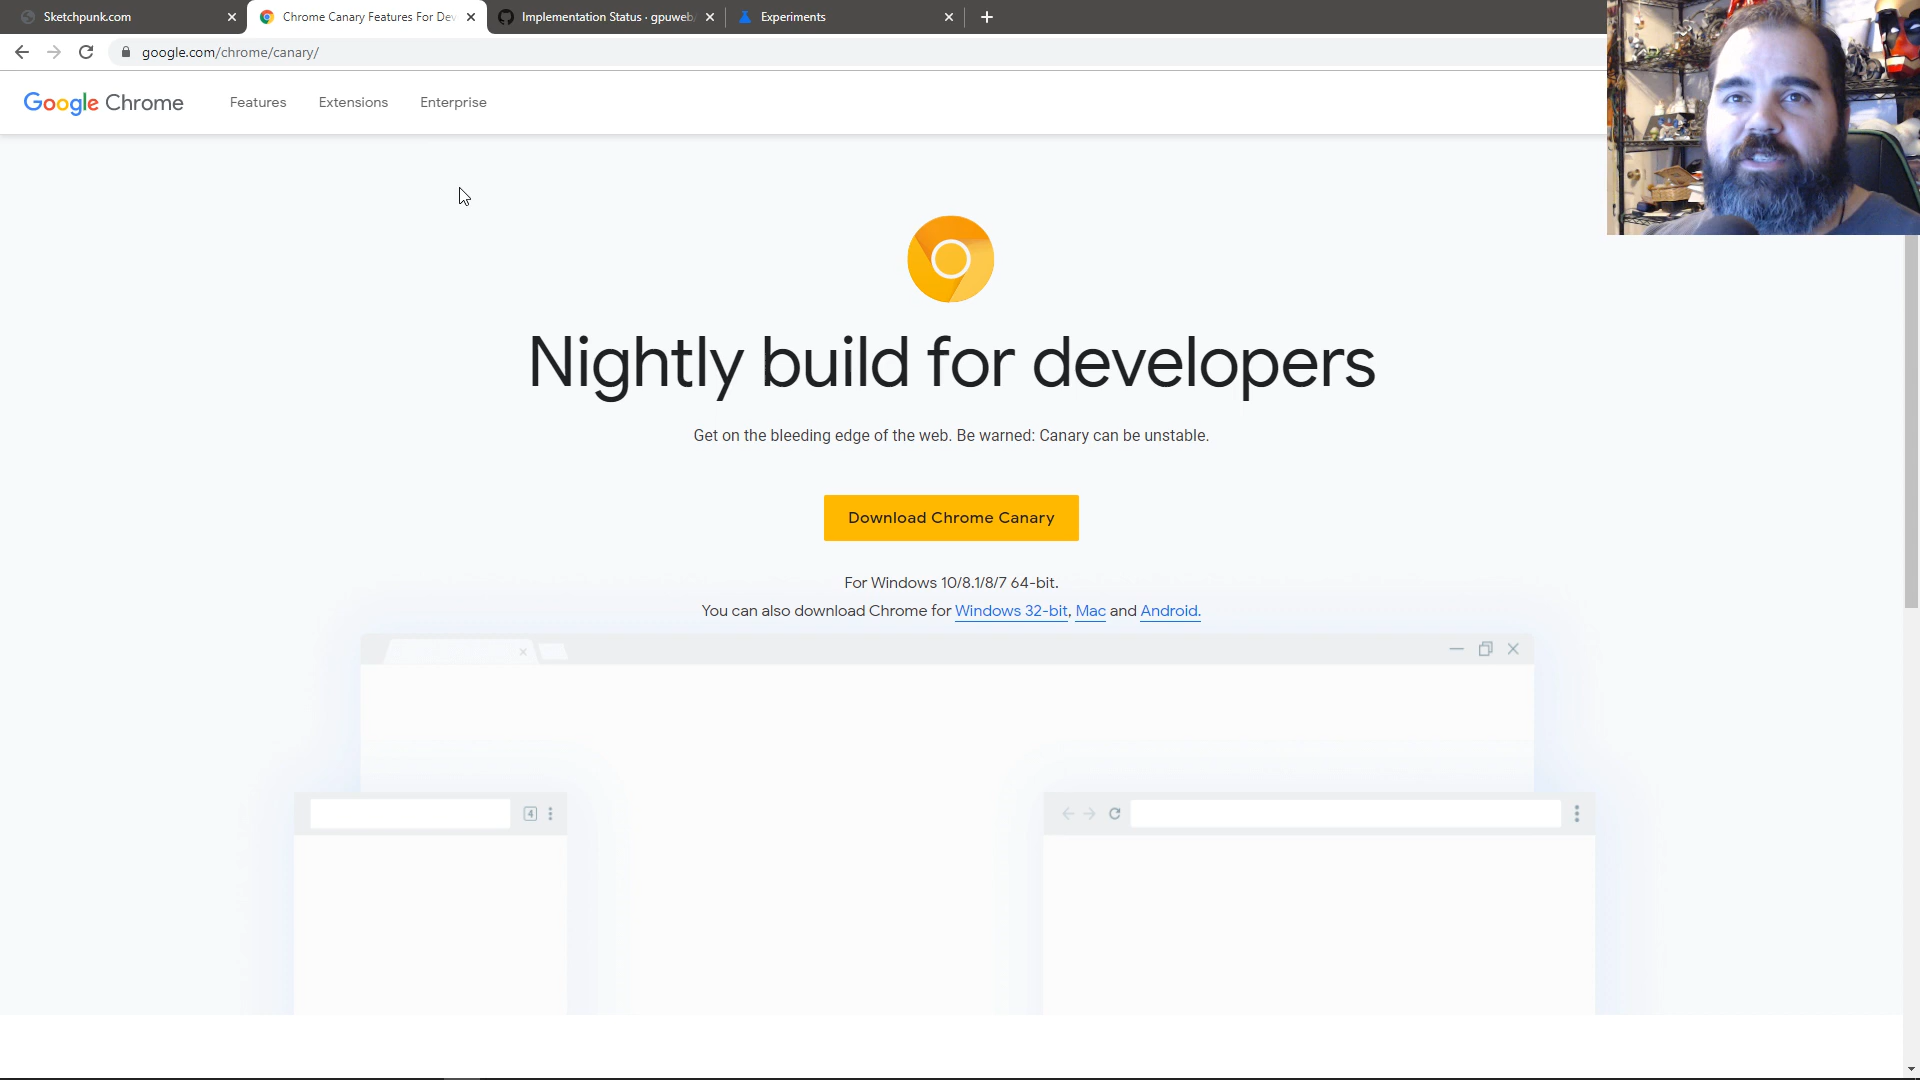 Sketchpunk.com
Chrome Canary Features For Dev
Implementation Status · gpuweb
Experiments
google.com/chrome/canary/
Google Chrome
Features
Extensions
Enterprise
Nightly build for developers
Get on the bleeding edge of the web. Be warned: Canary can be unstable.
Download Chrome Canary
For Windows 10/8.1/8/7 64-bit.
You can also download Chrome for Windows 32-bit, Mac and Android.
4